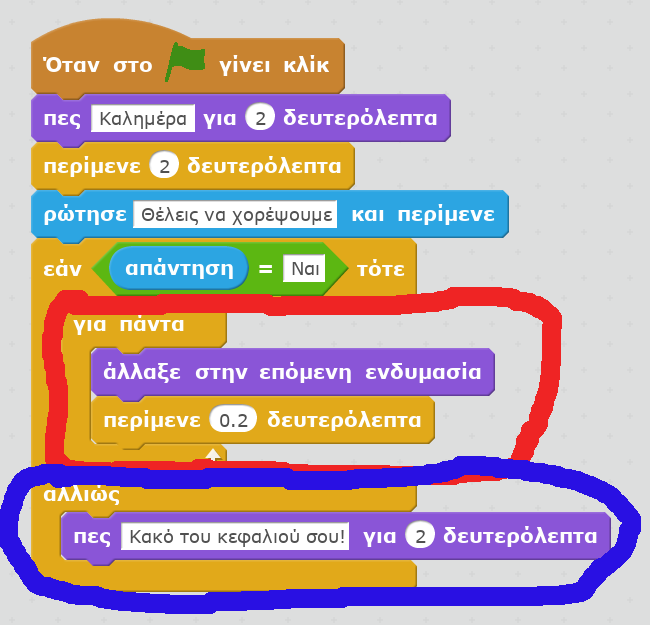 Όταν στο γίνει κλίκ
πες Καλημέρα για 2 δευτερόλεπτα
περίμενε 2 δευτερόλεπτα
ρώτησε Θέλεις να χορέψουμε και περίμενε
εάν απάντηση = Ναι τότε
για πάντα
άλλαξε στην επόμενη ενδυμασία
περίμενε 0.2 δευτερόλεπτα
αλλιώς
πες Κακό του κεφαλιού σου! για 2 δευτερόλεπτα